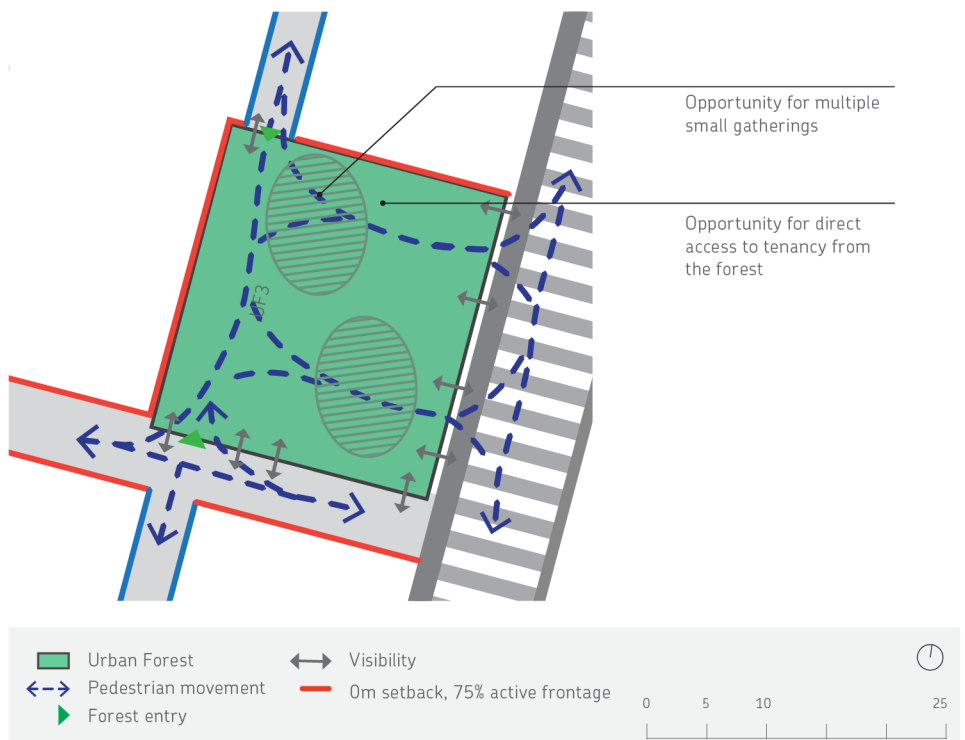 Opportunity for multiple
small gatherings
Opportunity for direct
access to tenancy from
the forest
UF3
Urban Forest
Pedestrian movement
Forest entry
Visibility
0m setback, 75% active frontage
0 5 10 25